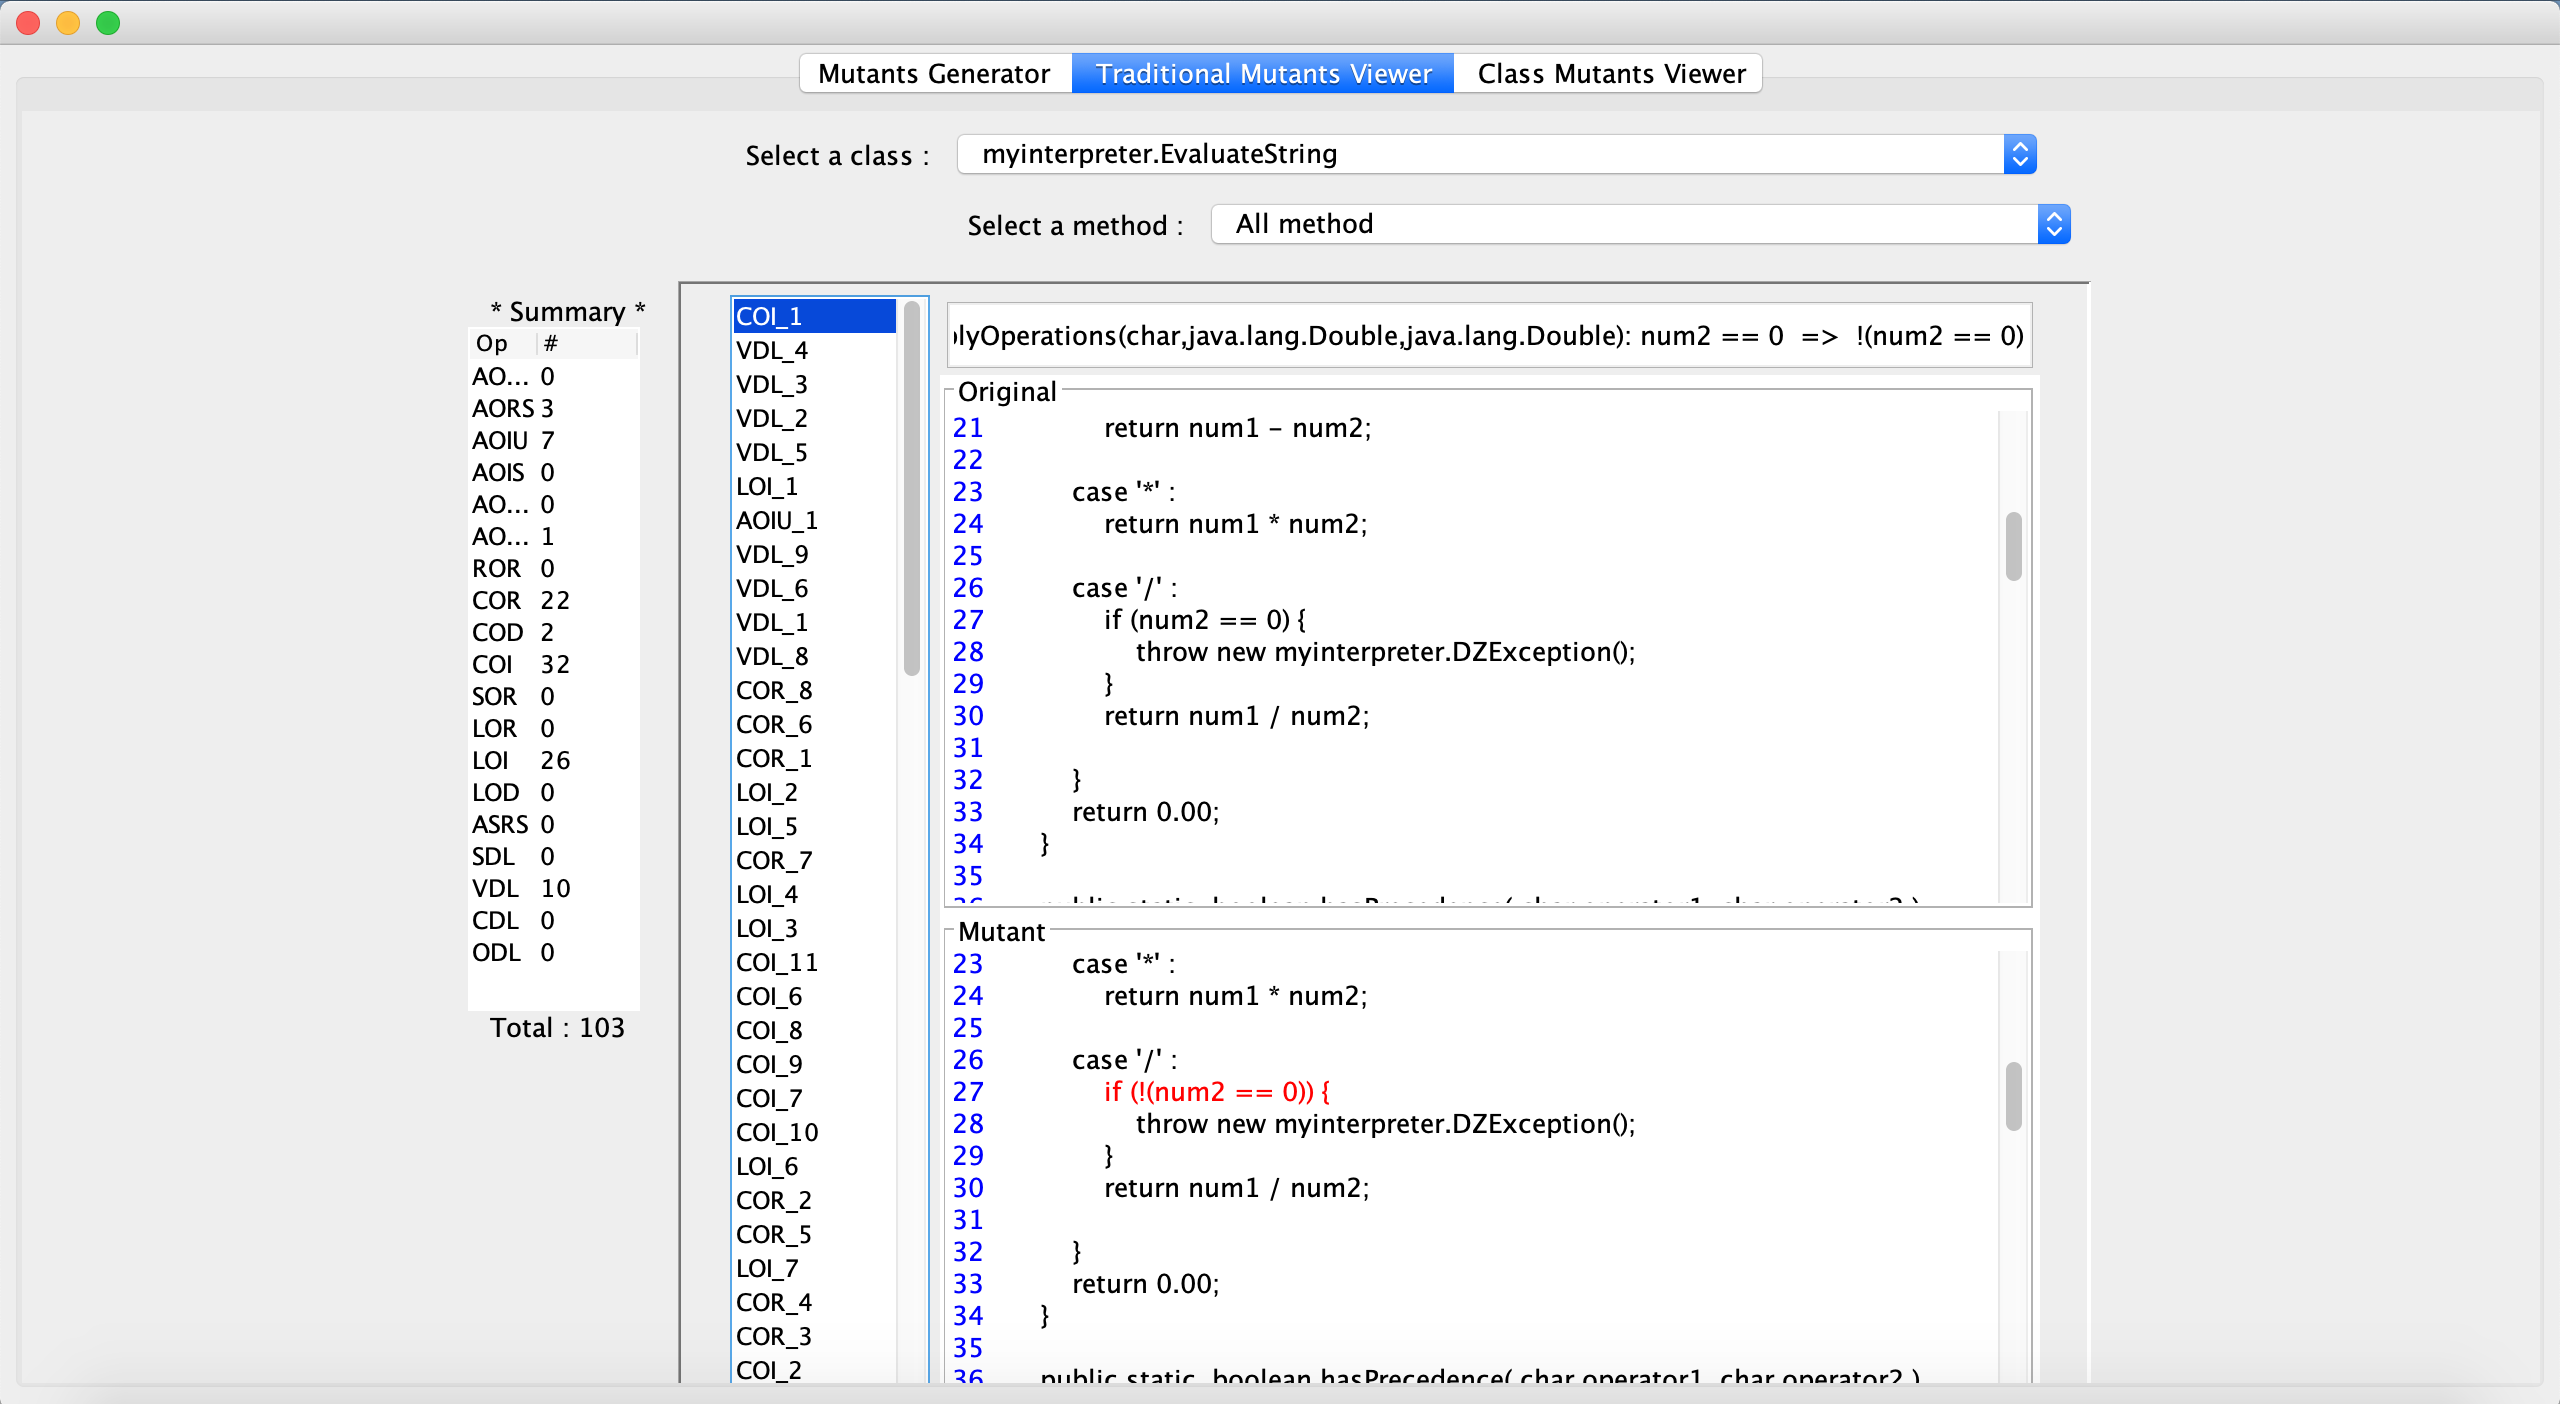 Mutants Generator Traditional Mutants Viewer Class Mutants Viewer
Select a class : myinterpreter.EvaluateString
Select a method : All method
* Summary *
Op #
AO... 0
AORS 3
AOIU 7
AOIS 0
AO... 0
AO... 1
ROR 0
COR 22
COD 2
COI 32
SOR 0
LOR 0
LOI 26
LOD 0
ASRS 0
SDL 0
VDL 10
CDL 0
ODL 0
Total : 103
COI_1
VDL_4
VDL_3
VDL_2
VDL_5
LOI_1
AOIU_1
VDL_9
VDL_6
VDL_1
VDL_8
COR_8
COR_6
COR_1
LOI_2
LOI_5
COR_7
LOI_4
LOI_3
COI_11
COI_6
COI_8
COI_9
COI_7
COI_10
LOI_6
COR_2
COR_5
LOI_7
COR_4
COR_3
COI_2
lyOperations(char,java.lang.Double,java.lang.Double): num2 == 0 => !(num2 == 0)
Original
21 return num1 - num2;
22
23 case '*' :
24 return num1 * num2;
25
26 case '/' :
27 if (num2 == 0) {
28 throw new myinterpreter.DZException();
29 }
30 return num1 / num2;
31
32 }
33 return 0.00;
34 }
35
36 public static boolean hasPrecedence( char operator1, char operator2 )
Mutant
23 case '*' :
24 return num1 * num2;
25
26 case '/' :
27 if (!(num2 == 0)) {
28 throw new myinterpreter.DZException();
29 }
30 return num1 / num2;
31
32 }
33 return 0.00;
34 }
35
36 public static boolean hasPrecedence( char operator1, char operator2 )